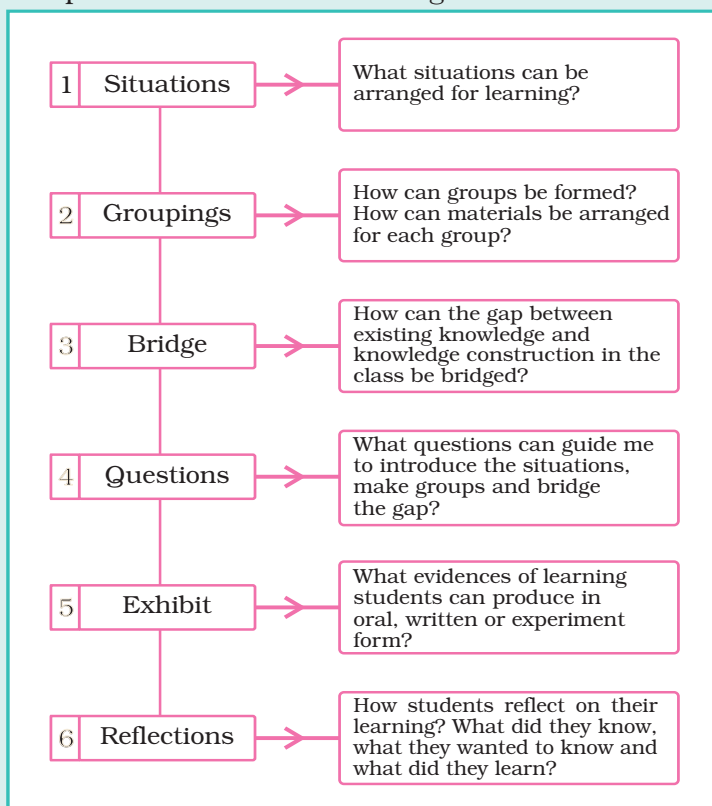 1 Situations
What situations can be
arranged for learning?
2 Groupings
How can groups be formed?
How can materials be arranged
for each group?
3 Bridge
How can the gap between
existing knowledge and
knowledge construction in the
class be bridged?
4 Questions
What questions can guide me
to introduce the situations,
make groups and bridge
the gap?
5 Exhibit
What evidences of learning
students can produce in
oral, written or experiment
form?
6 Reflections
How students reflect on their
learning? What did they know,
what they wanted to know and
what did they learn?